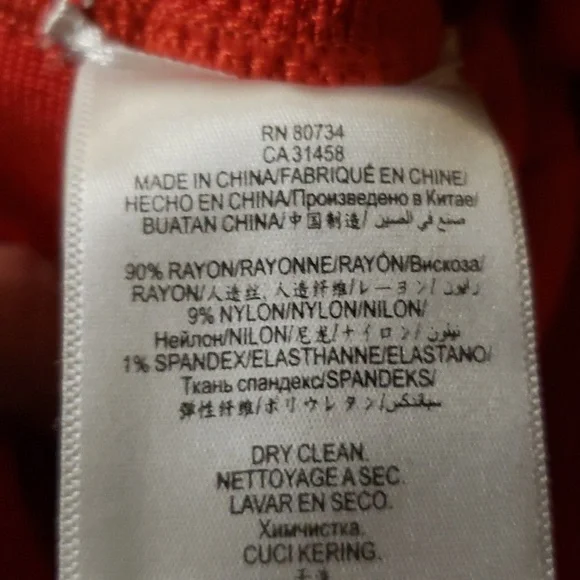 RN 80734
CA 31458
MADE IN CHINA/FABRIQUÉ EN CHINE/
HECHO EN CHINA/Произведено в Китае/
BUATAN CHINA/中国制造/صنع في الصين
90% RAYON/RAYONNE/RAYÓN/Вискоза/
RAYON/人造丝, 人造纤维/レーヨン/رايون
9% NYLON/NYLON/NILON/
Нейлон/NILON/尼龙/ナイロン/نيلون
1% SPANDEX/ELASTHANNE/ELASTANO/
Ткань спандекс/SPANDEKS/
弹性纤维/ポリウレタン/سباندكس
DRY CLEAN.
NETTOYAGE A SEC.
LAVAR EN SECO.
Химчистка.
CUCI KERING.